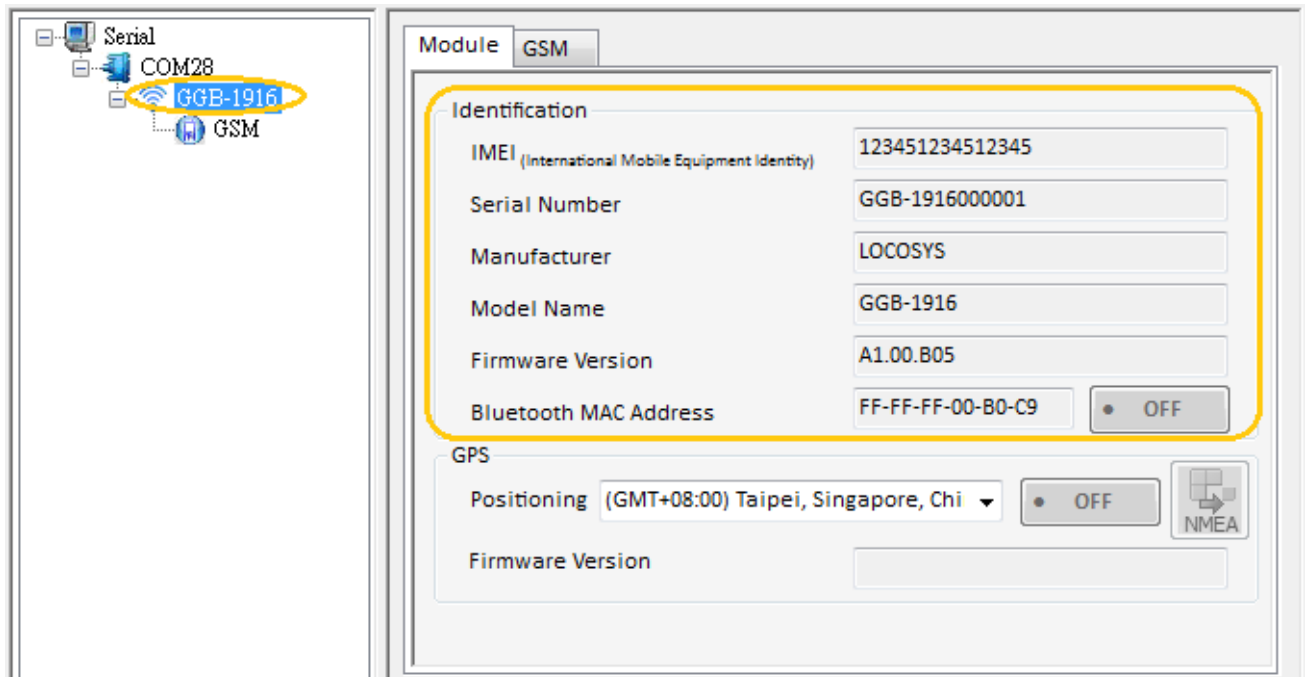 Serial
COM28
GGB-1916
GSM
Module GSM
Identification
IMEI (International Mobile Equipment Identity) 123451234512345
Serial Number GGB-1916000001
Manufacturer LOCOSYS
Model Name GGB-1916
Firmware Version A1.00.B05
Bluetooth MAC Address FF-FF-FF-00-B0-C9 OFF
GPS
Positioning (GMT+08:00) Taipei, Singapore, Chi OFF NMEA
Firmware Version